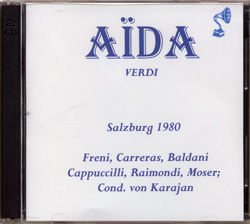 AÏDA
VERDI
Salzburg 1980
Freni, Carreras, Baldani
Cappuccilli, Raimondi, Moser;
Cond. von Karajan